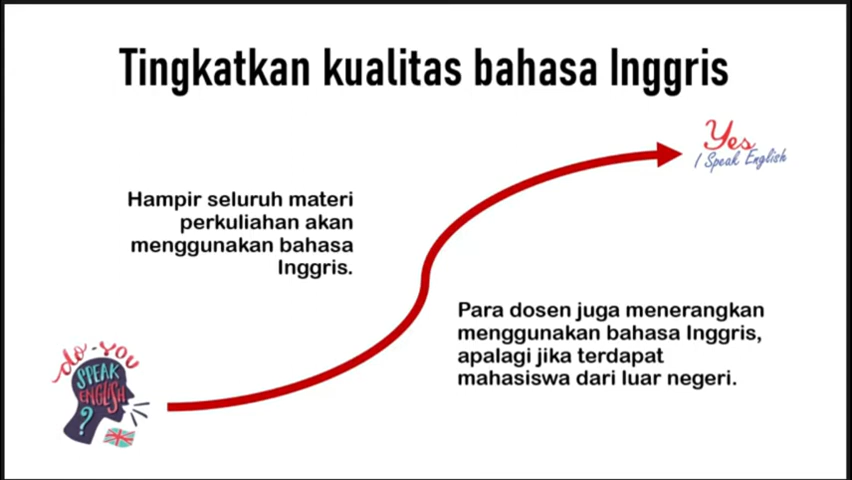 Tingkatkan kualitas bahasa Inggris
Yes
I Speak English
Hampir seluruh materi
perkuliahan akan
menggunakan bahasa
Inggris.
Para dosen juga menerangkan
menggunakan bahasa Inggris,
apalagi jika terdapat
mahasiswa dari luar negeri.
do you
SPEAK
ENGLISH
?